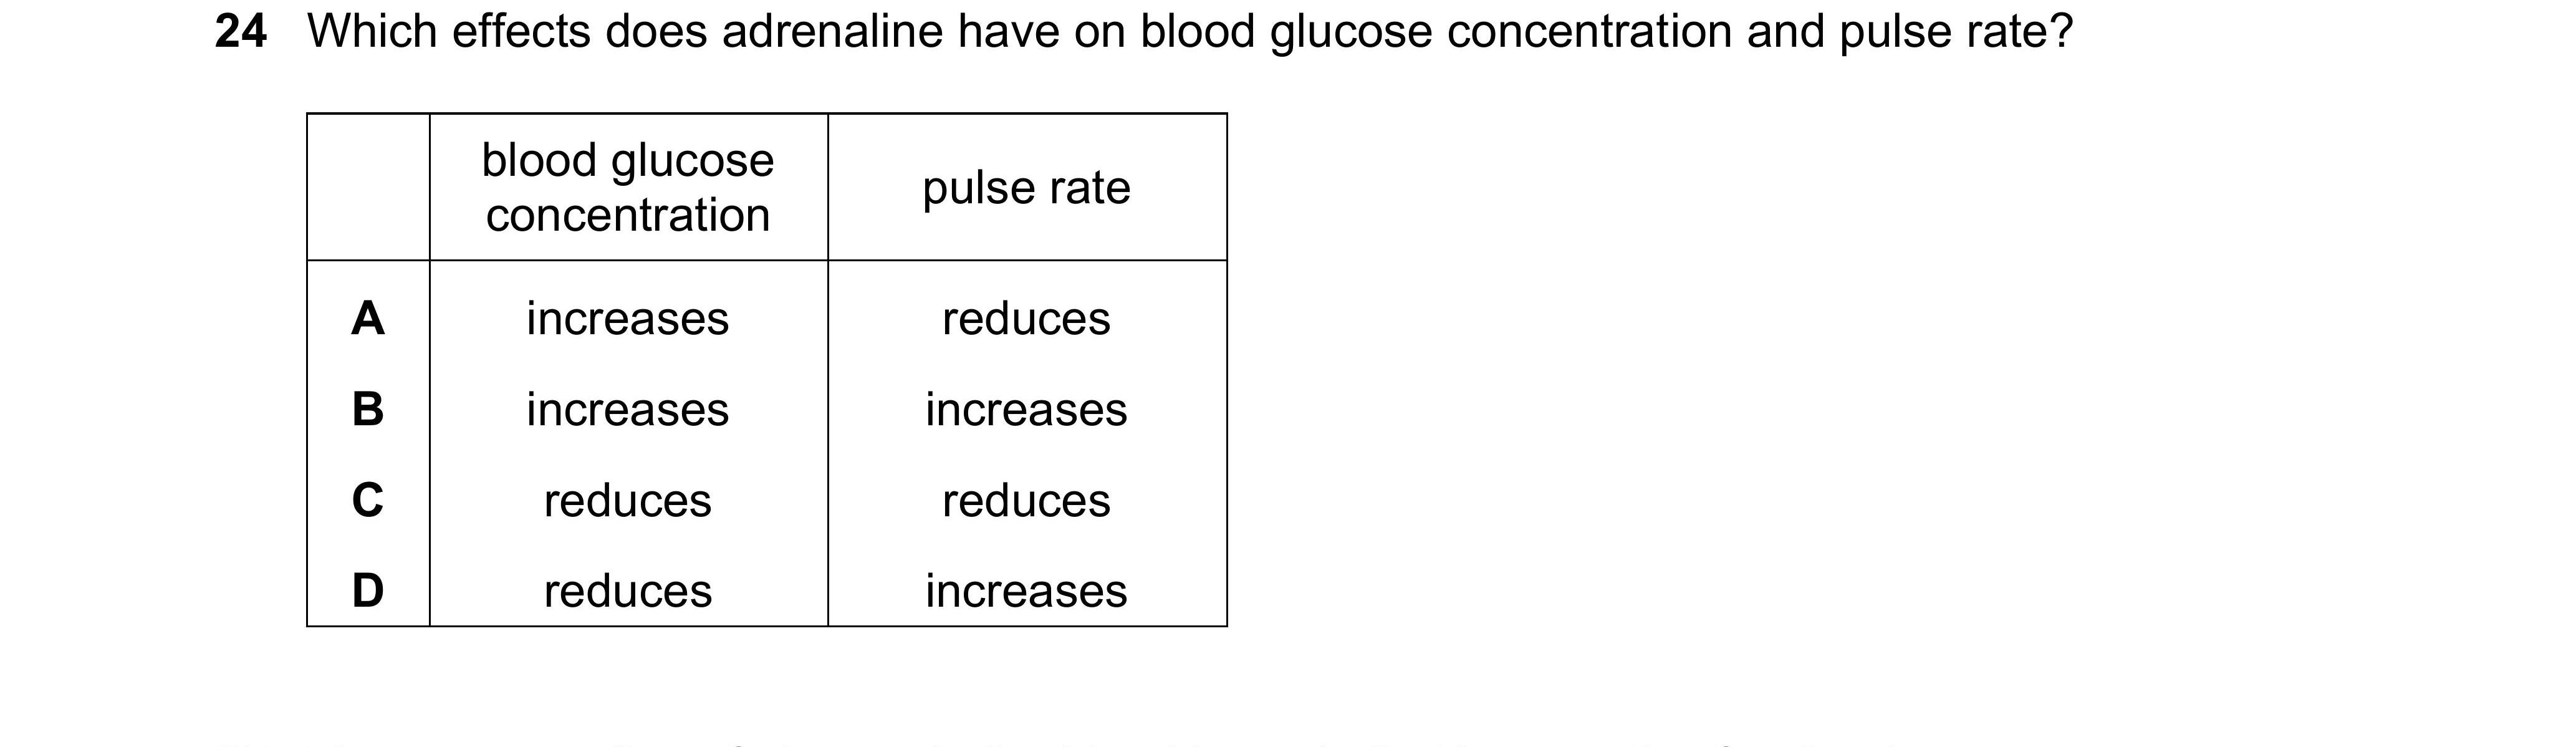 24 Which effects does adrenaline have on blood glucose concentration and pulse rate?
blood glucose
concentration
pulse rate
A increases reduces
B increases increases
C reduces reduces
D reduces increases